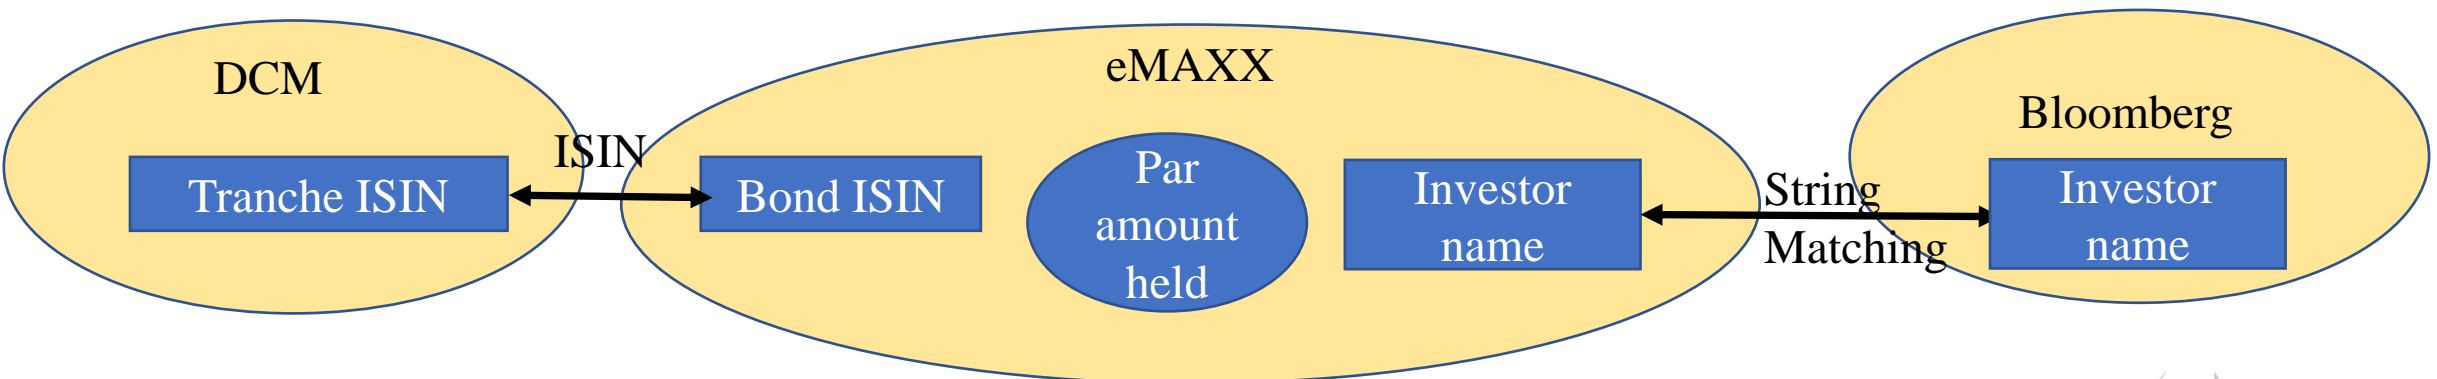 DCM
Tranche ISIN
ISIN
eMAXX
Bond ISIN
Par
amount
held
Investor
name
String
Matching
Bloomberg
Investor
name